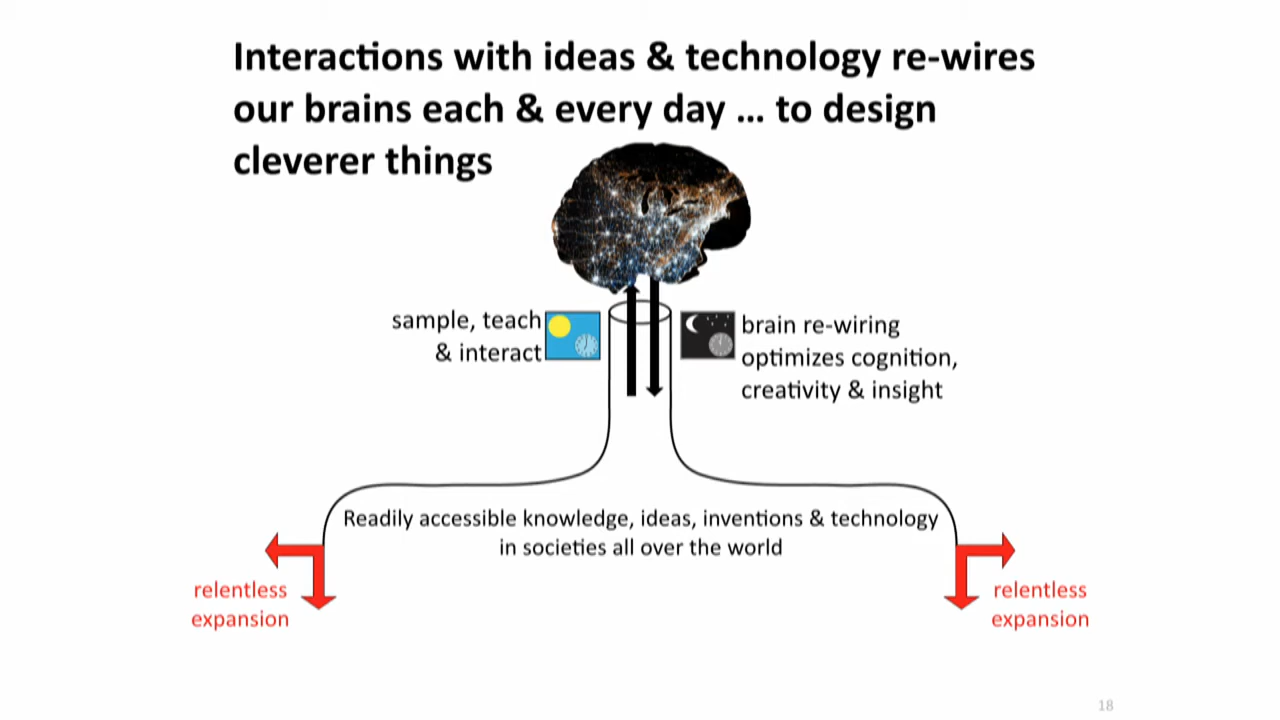 Interactions with ideas & technology re-wires
our brains each & every day … to design
cleverer things
sample, teach
& interact
brain re-wiring
optimizes cognition,
creativity & insight
Readily accessible knowledge, ideas, inventions & technology
in societies all over the world
relentless
expansion
relentless
expansion
18